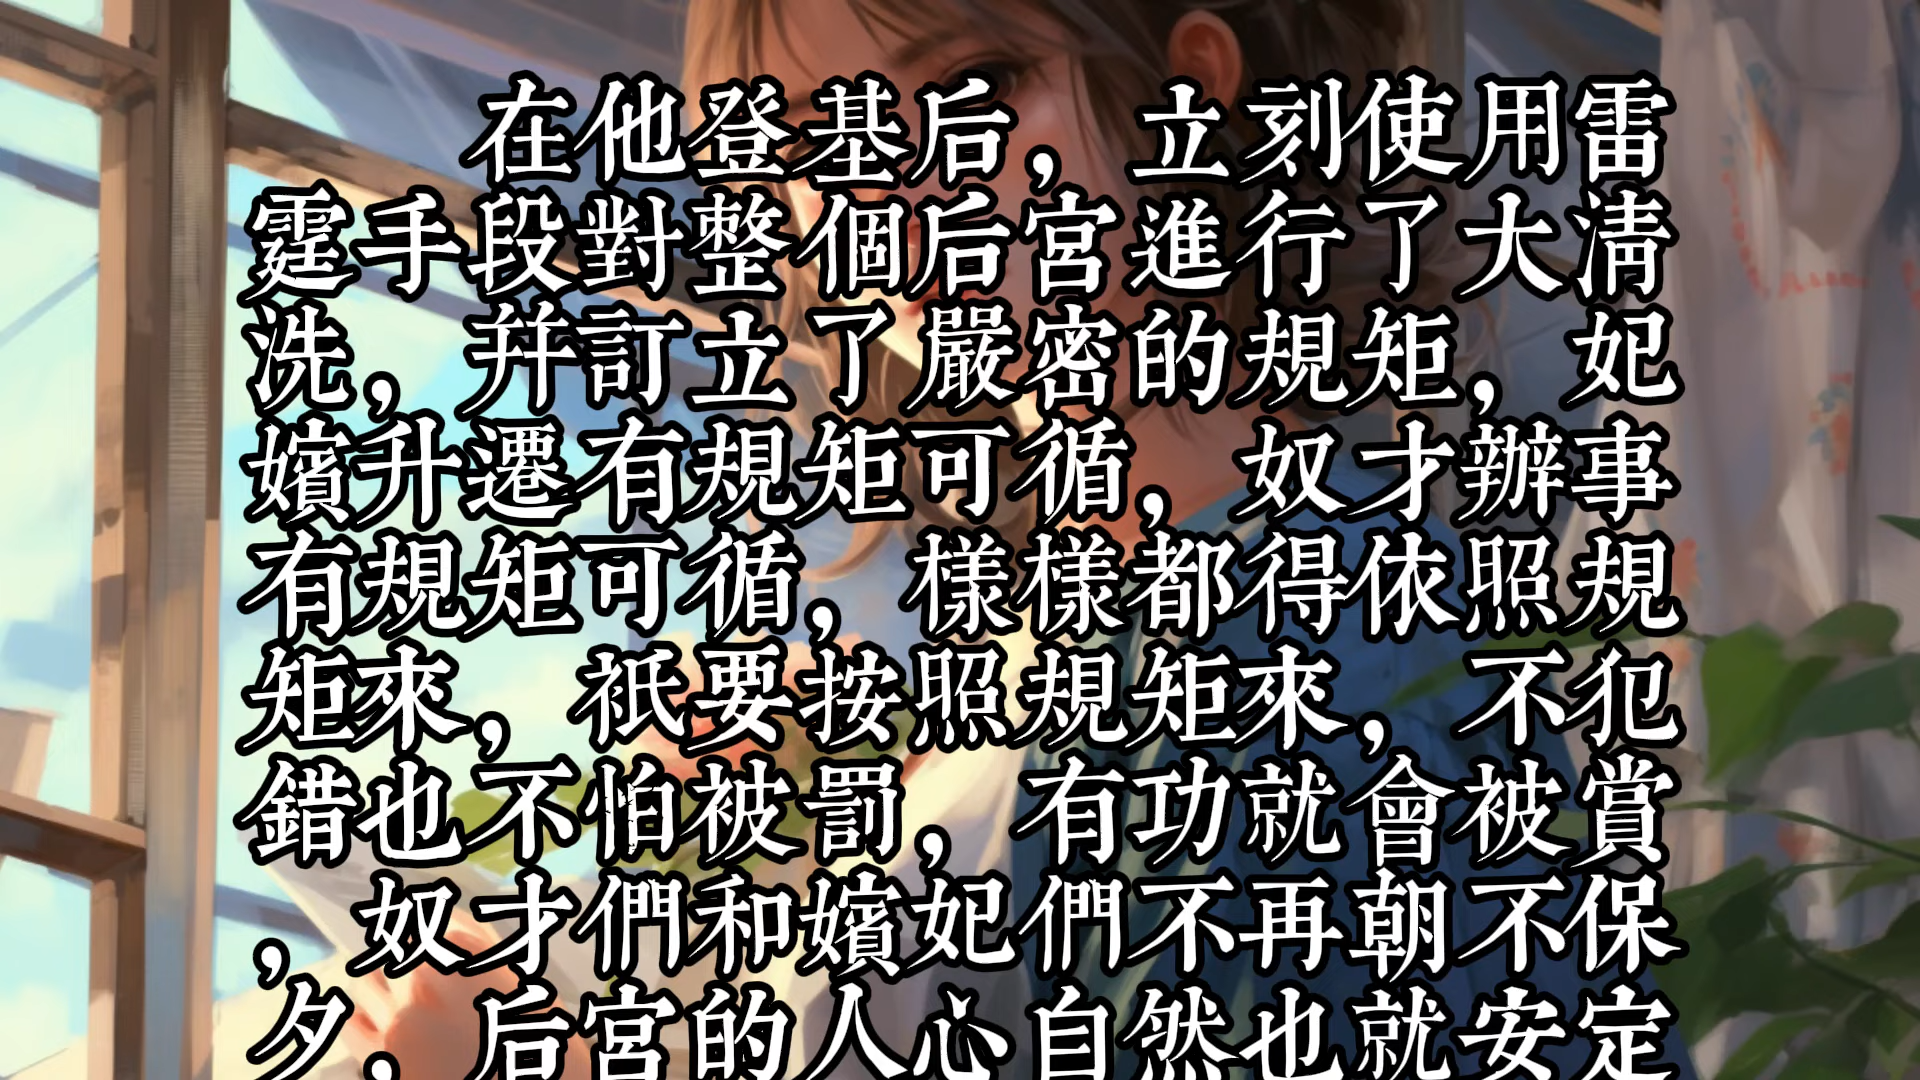 在他登基后，立刻使用雷
霆手段對整個后宮進行了大清
洗，并訂立了嚴密的規矩，妃
嬪升遷有規矩可循，奴才辦事
有規矩可循，樣樣都得依照規
矩來，衹要按照規矩來，不犯
錯也不怕被罰，有功就會被賞
，奴才們和嬪妃們不再朝不保
夕，后宮的人心自然也就安定